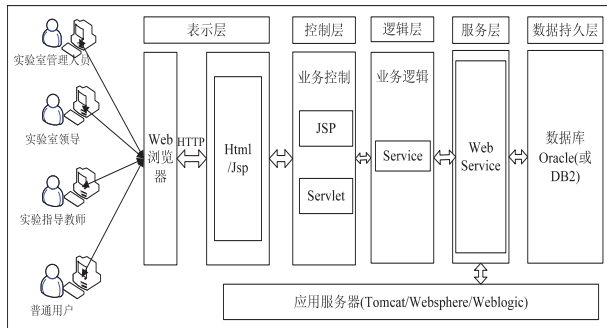 表示层
控制层
逻辑层
服务层
数据持久层
实验室管理人员
实验室领导
实验指导教师
普通用户
Web
浏览
器
HTTP
Html
/Jsp
业务控制
JSP
Servlet
业务逻辑
Service
Web
Service
数据库
Oracle(或
DB2)
应用服务器(Tomcat/Websphere/Weblogic)